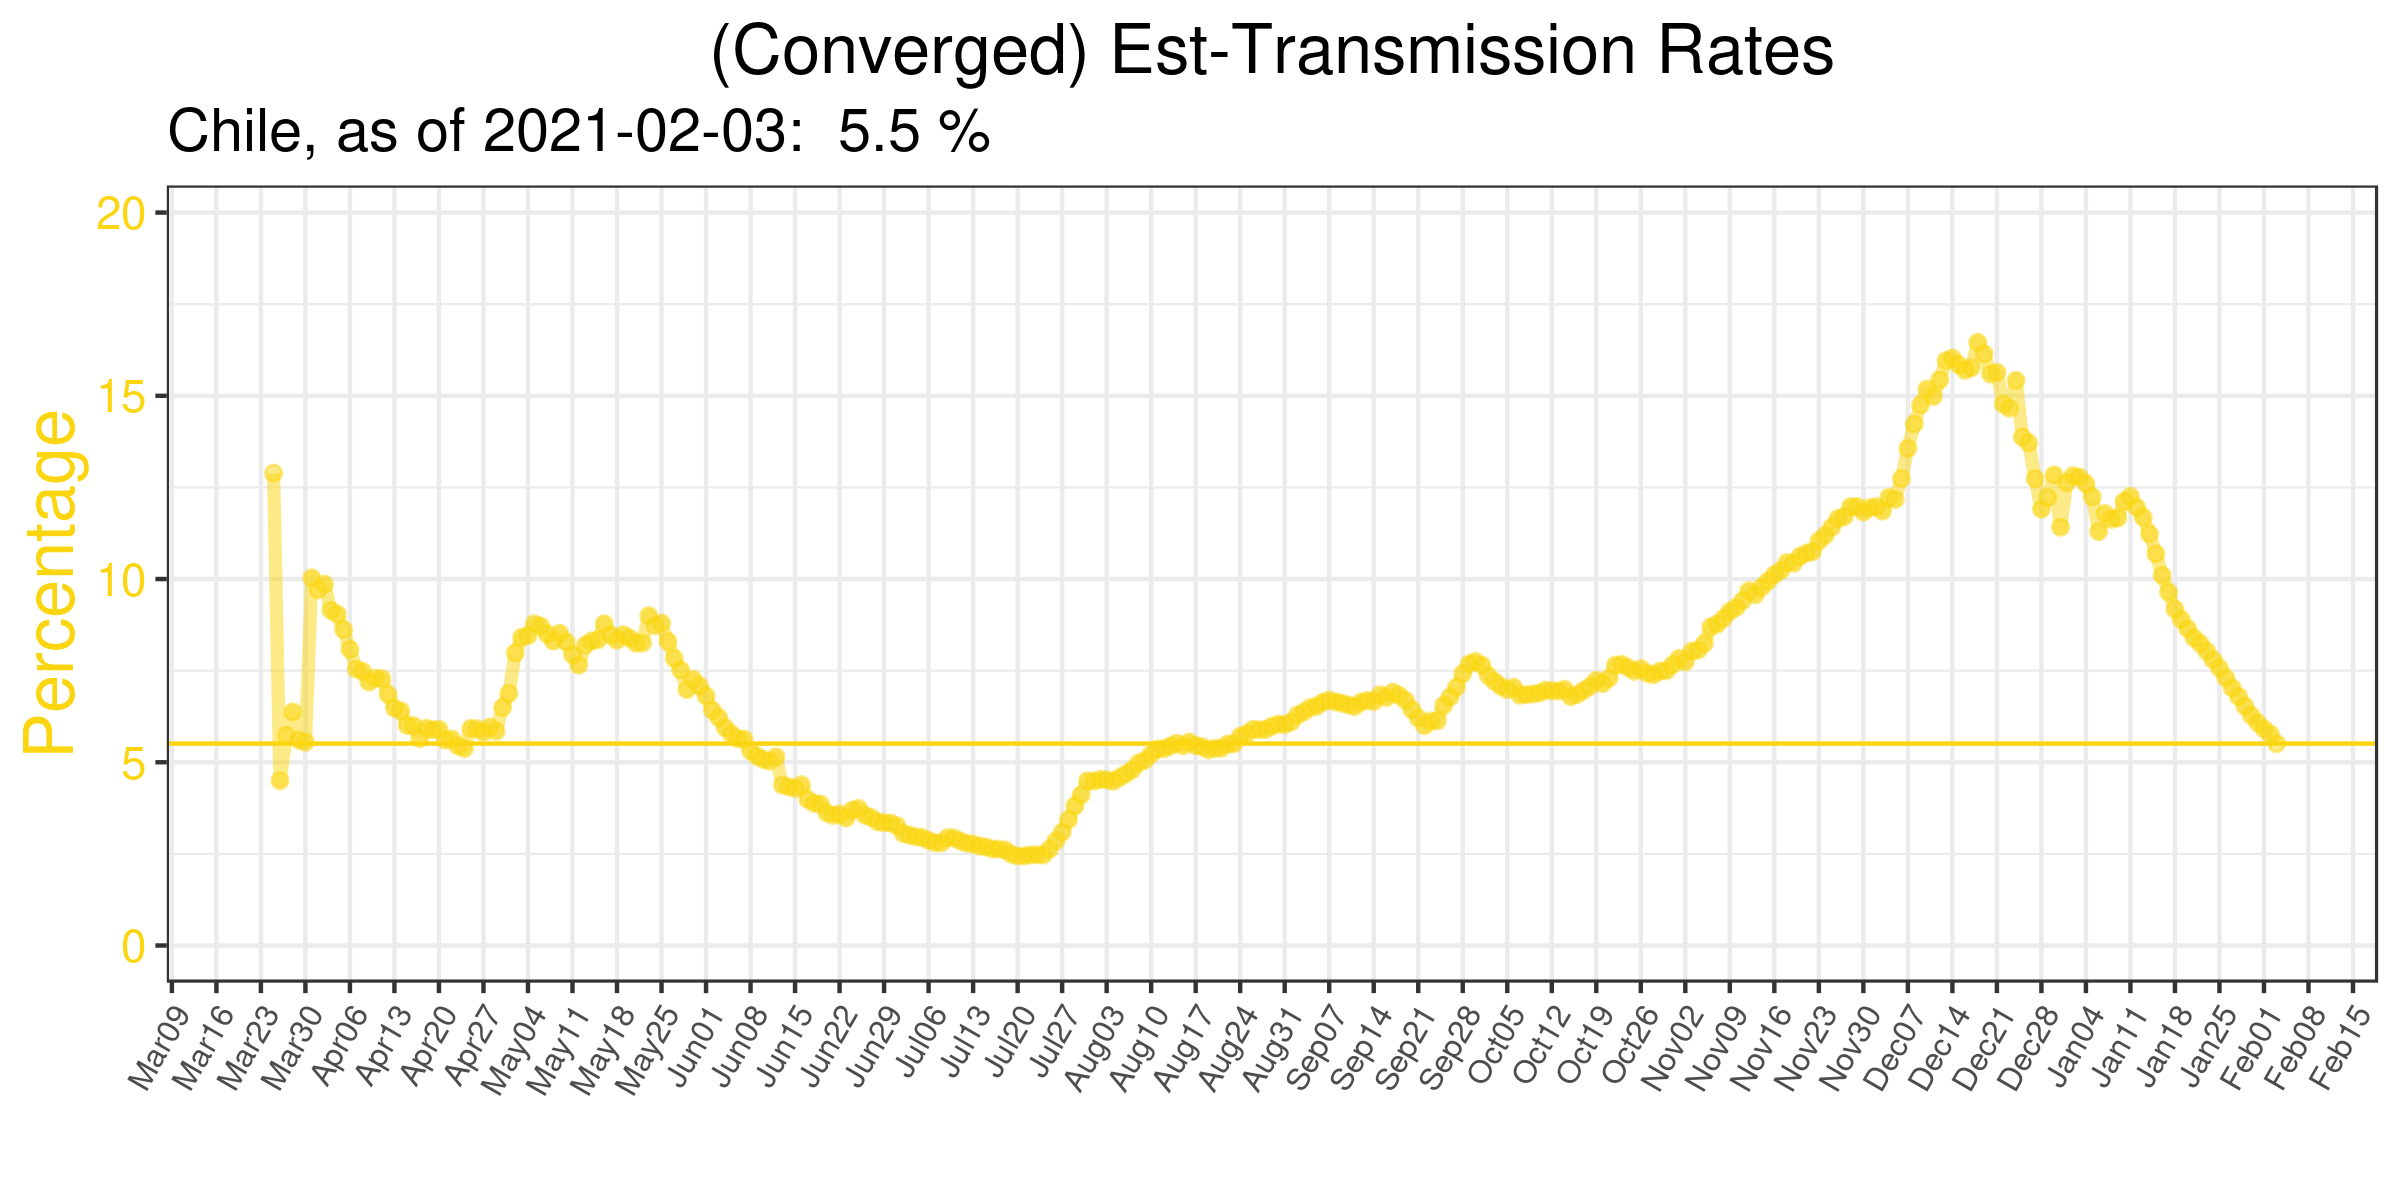 (Converged) Est-Transmission Rates
Chile, as of 2021-02-03:  5.5 %
Percentage
20
15
10
5
0
Mar09
Mar16
Mar23
Mar30
Apr06
Apr13
Apr20
Apr27
May04
May11
May18
May25
Jun01
Jun08
Jun15
Jun22
Jun29
Jul06
Jul13
Jul20
Jul27
Aug03
Aug10
Aug17
Aug24
Aug31
Sep07
Sep14
Sep21
Sep28
Oct05
Oct12
Oct19
Oct26
Nov02
Nov09
Nov16
Nov23
Nov30
Dec07
Dec14
Dec21
Dec28
Jan04
Jan11
Jan18
Jan25
Feb01
Feb08
Feb15